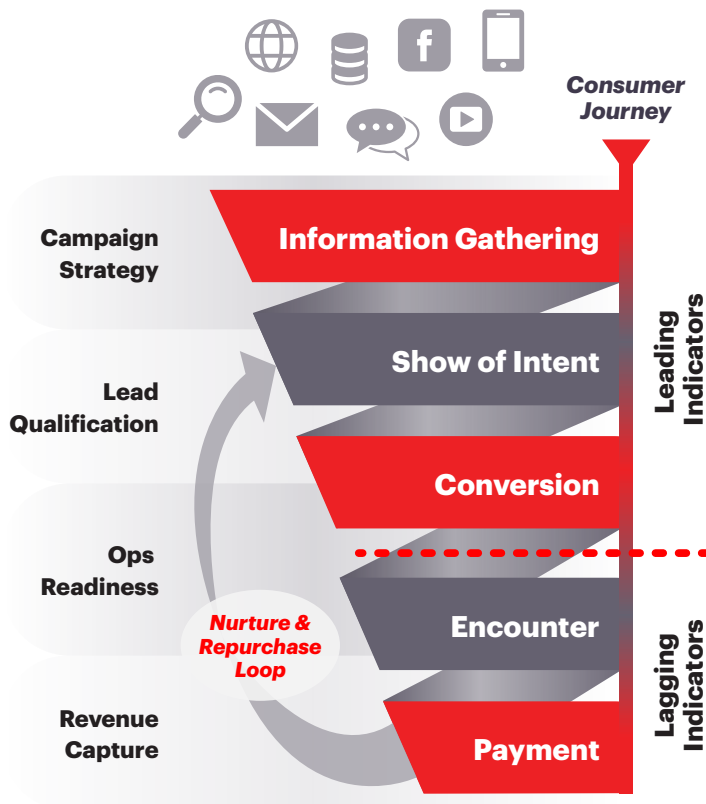 Consumer
Journey
Campaign
Strategy
Information Gathering
Leading
Indicators
Show of Intent
Lead
Qualification
Conversion
Ops
Readiness
Encounter
Nurture &
Repurchase
Loop
Lagging
Indicators
Revenue
Capture
Payment